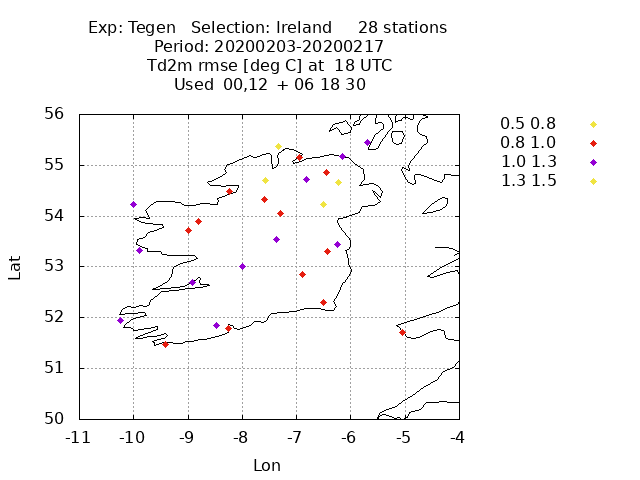 Exp: Tegen   Selection: Ireland     28 stations
Period: 20200203-20200217
Td2m rmse [deg C] at  18 UTC
Used  00,12  + 06 18 30
56
55
54
53
52
51
50
-11 -10 -9 -8 -7 -6 -5 -4
Lat
Lon
0.5 0.8
0.8 1.0
1.0 1.3
1.3 1.5